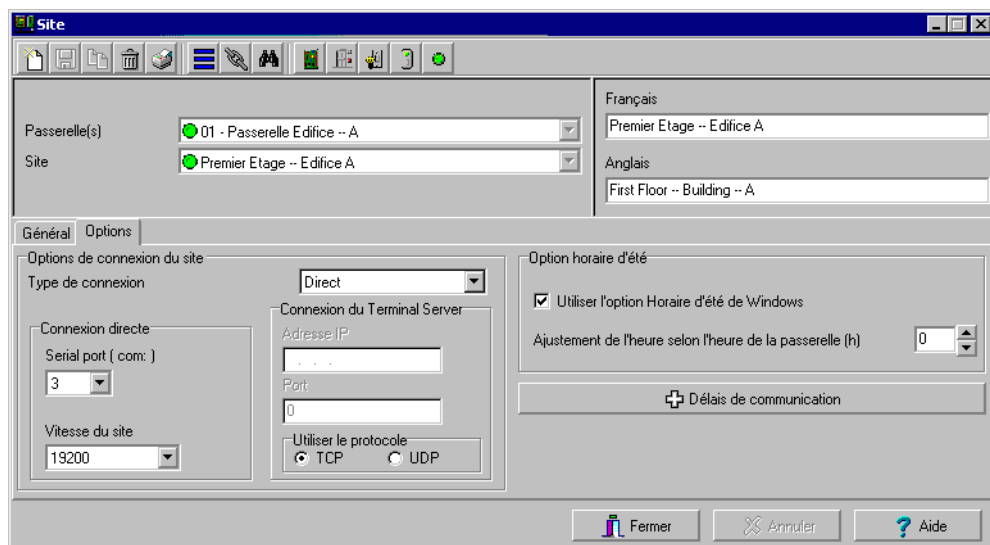 Site
Français
Passerelle(s) 01 - Passerelle Edifice -- A
Premier Etage -- Edifice A
Site Premier Etage -- Edifice A
Anglais
First Floor -- Building -- A
Général Options
Options de connexion du site
Type de connexion Direct
Connexion directe
Serial port ( com: )
3
Vitesse du site
19200
Connexion du Terminal Server
Adresse IP
. . .
Port
0
Utiliser le protocole
TCP UDP
Option horaire d'été
Utiliser l'option Horaire d'été de Windows
Ajustement de l'heure selon l'heure de la passerelle (h) 0
Délais de communication
Fermer Annuler Aide